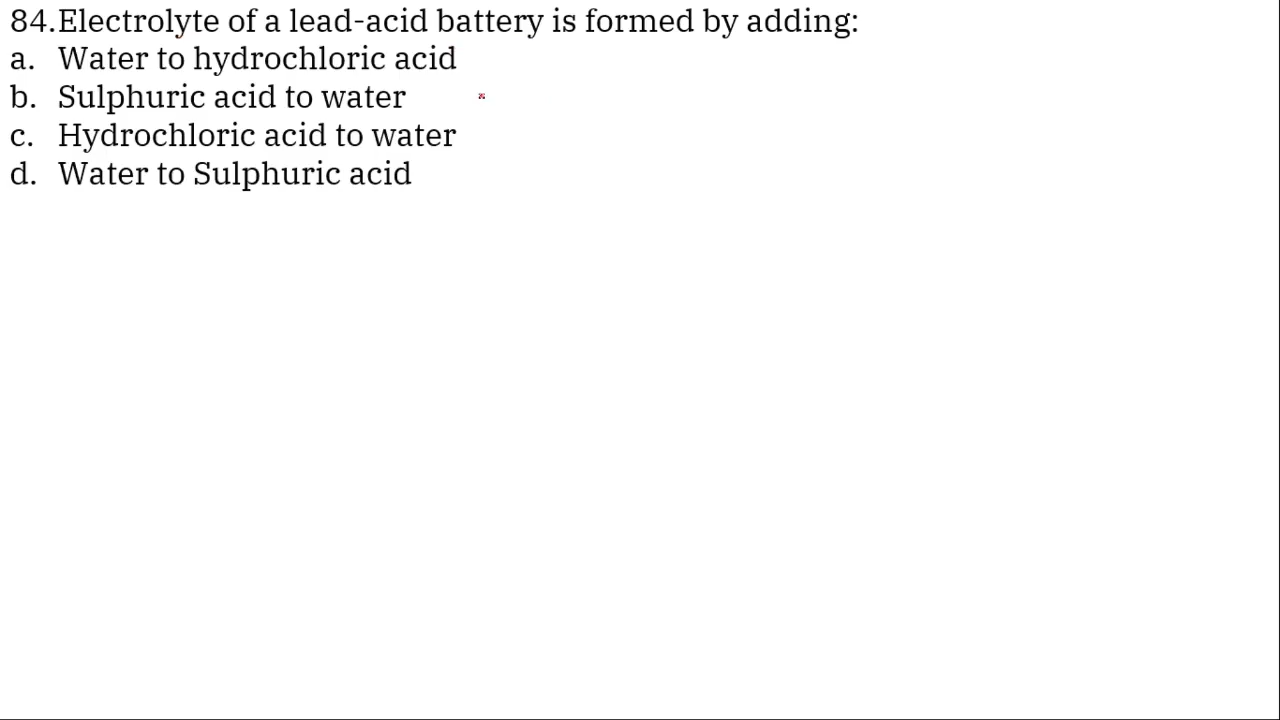 84.Electrolyte of a lead-acid battery is formed by adding:
a. Water to hydrochloric acid
b. Sulphuric acid to water
c. Hydrochloric acid to water
d. Water to Sulphuric acid